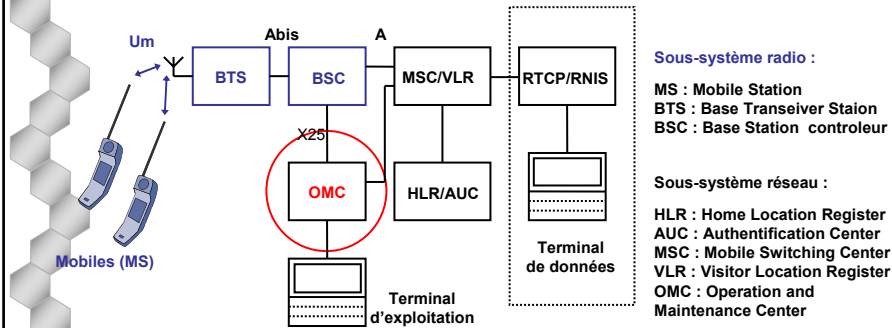 Um
Abis
A
BTS
BSC
MSC/VLR
RTCP/RNIS
X25
OMC
HLR/AUC
Mobiles (MS)
Terminal
d'exploitation
Terminal
de données
Sous-système radio :
MS : Mobile Station
BTS : Base Transeiver Staion
BSC : Base Station controleur
Sous-système réseau :
HLR : Home Location Register
AUC : Authentification Center
MSC : Mobile Switching Center
VLR : Visitor Location Register
OMC : Operation and
Maintenance Center